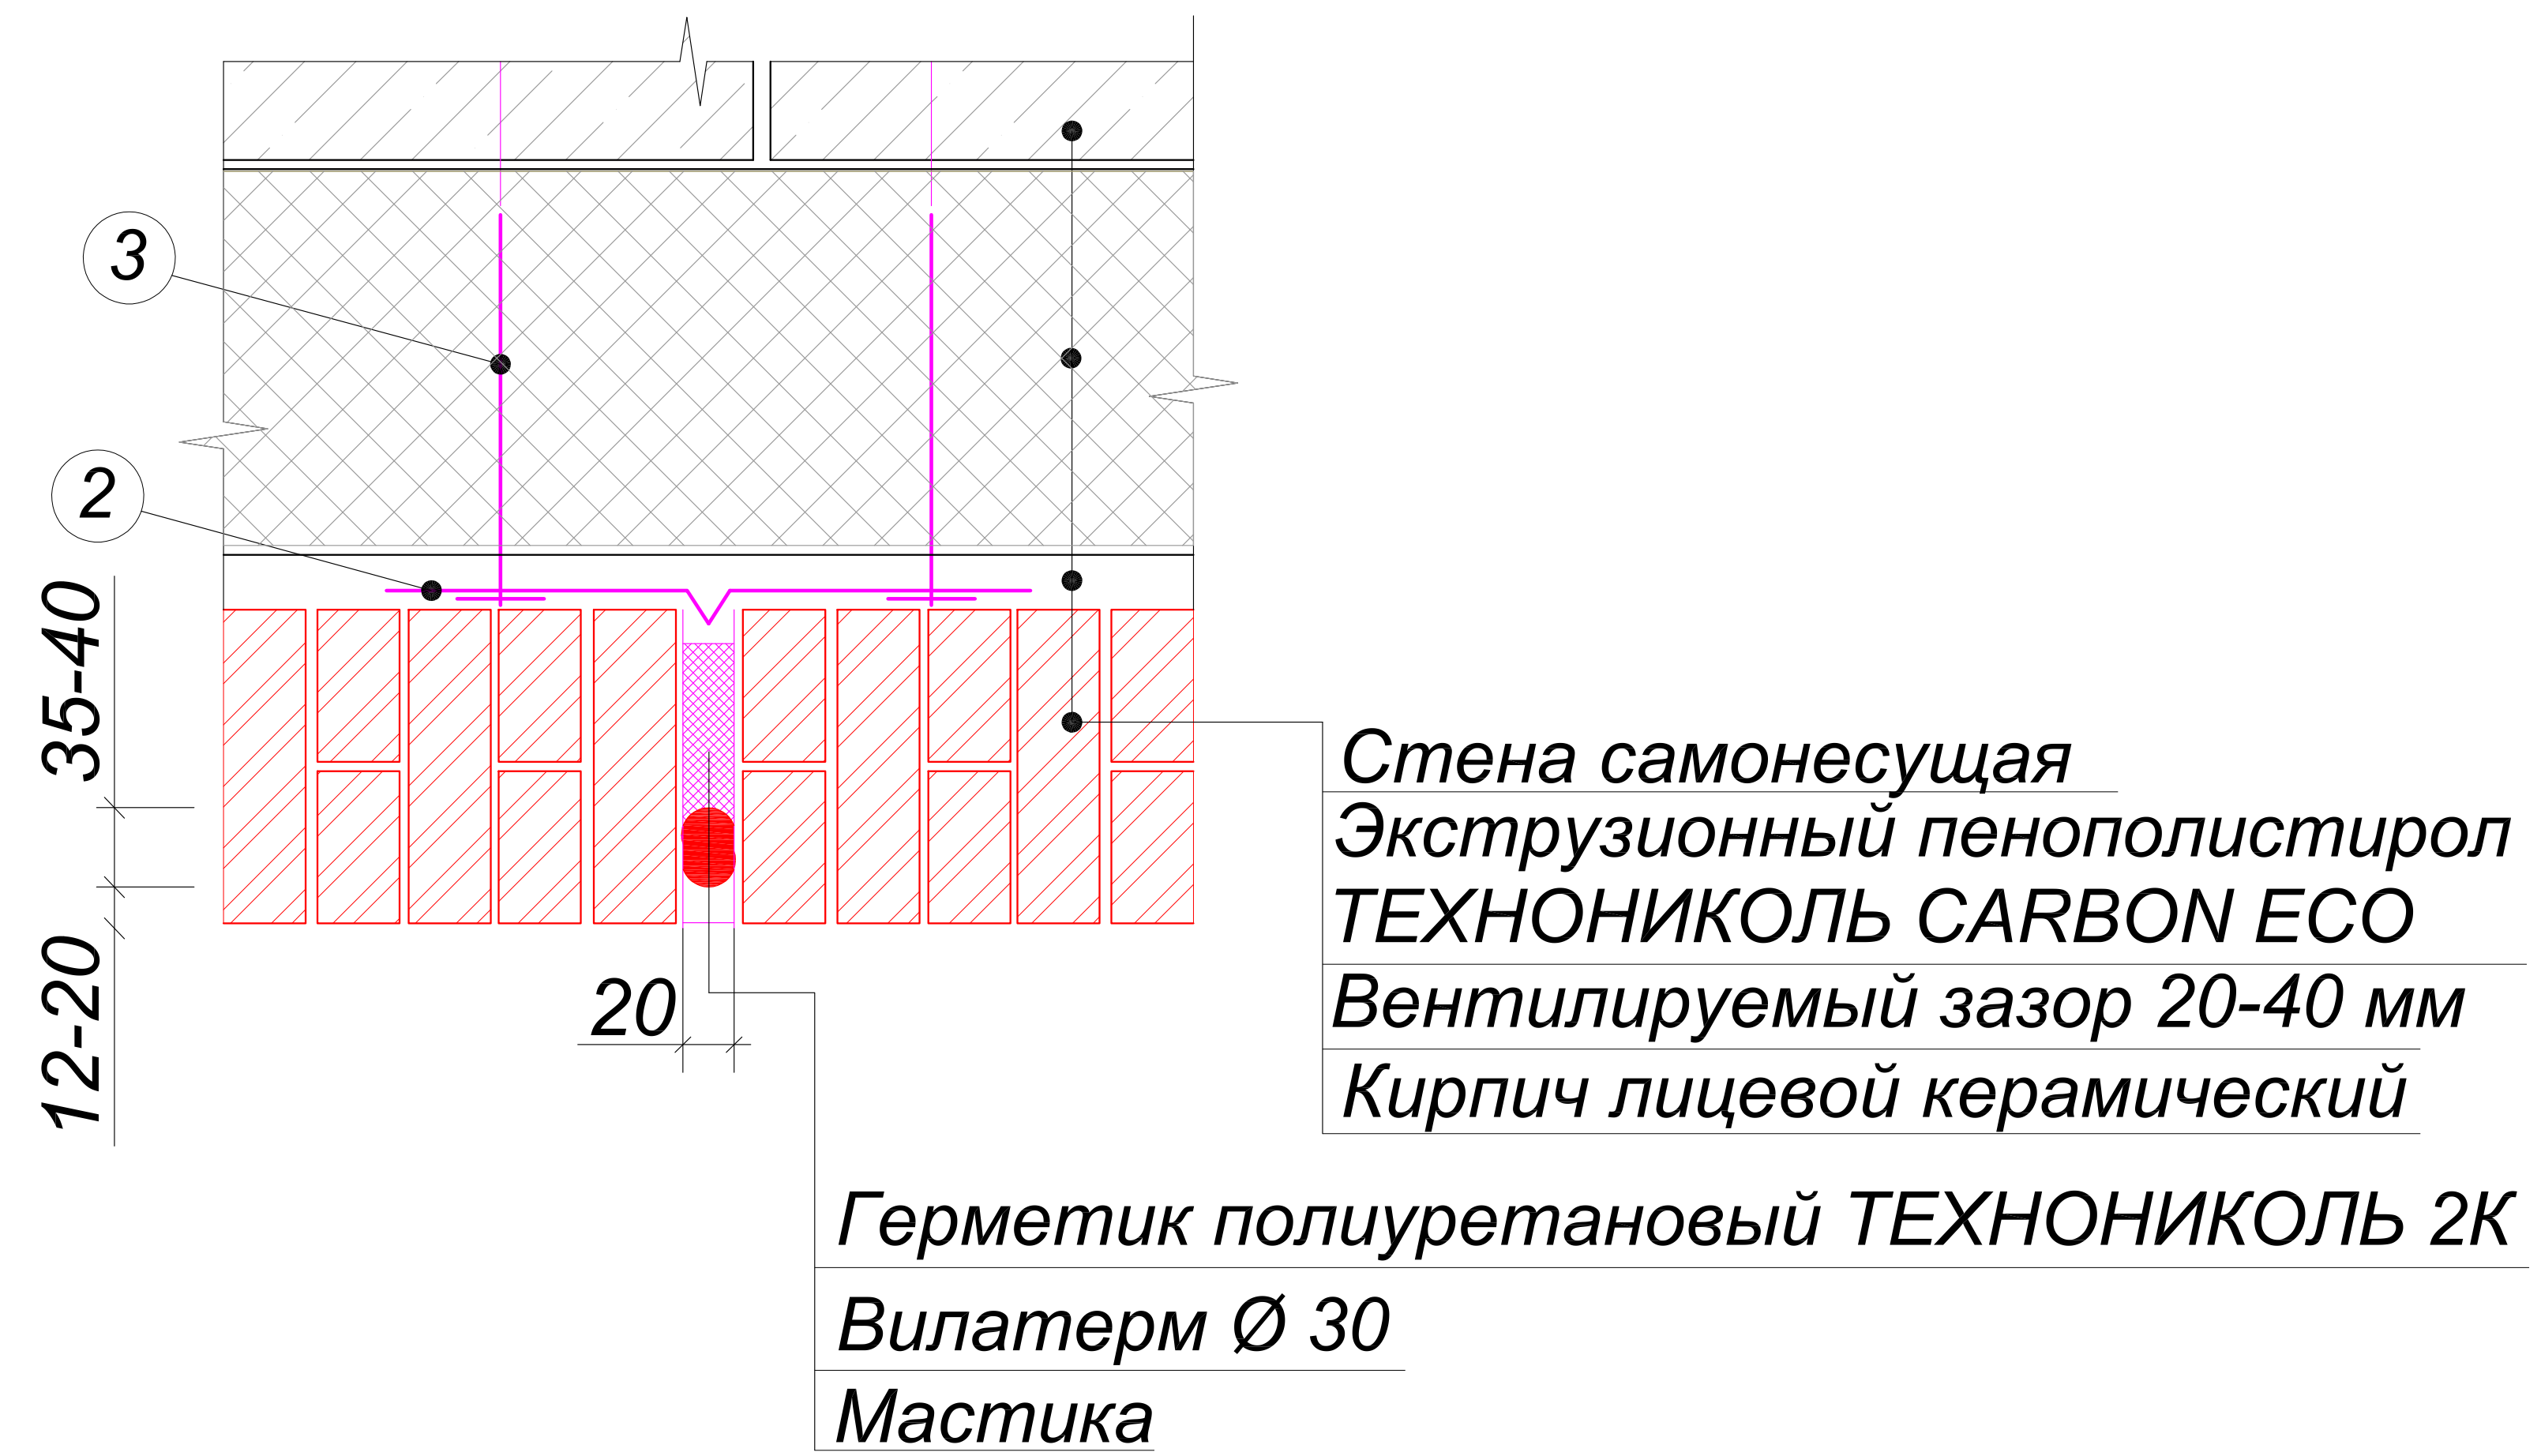 3
2
35-40
12-20
20
Стена самонесущая
Экструзионный пенополистирол
ТЕХНОНИКОЛЬ CARBON ECO
Вентилируемый зазор 20-40 мм
Кирпич лицевой керамический
Герметик полиуретановый ТЕХНОНИКОЛЬ 2К
Вилатерм Ø 30
Мастика